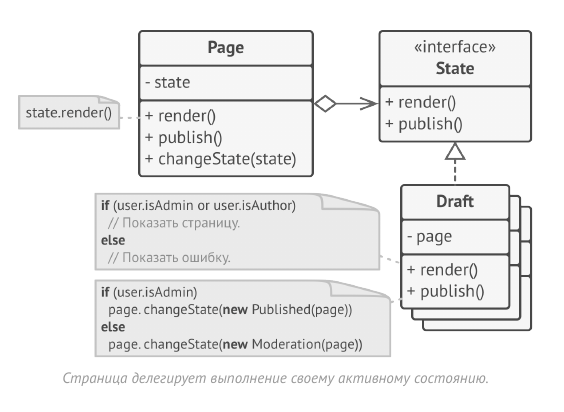 Page
- state
+ render()
+ publish()
+ changeState(state)
«interface»
State
+ render()
+ publish()
state.render()
Draft
- page
+ render()
+ publish()
if (user.isAdmin or user.isAuthor)
// Показать страницу.
else
// Показать ошибку.
if (user.isAdmin)
page. changeState(new Published(page))
else
page. changeState(new Moderation(page))
Страница делегирует выполнение своему активному состоянию.